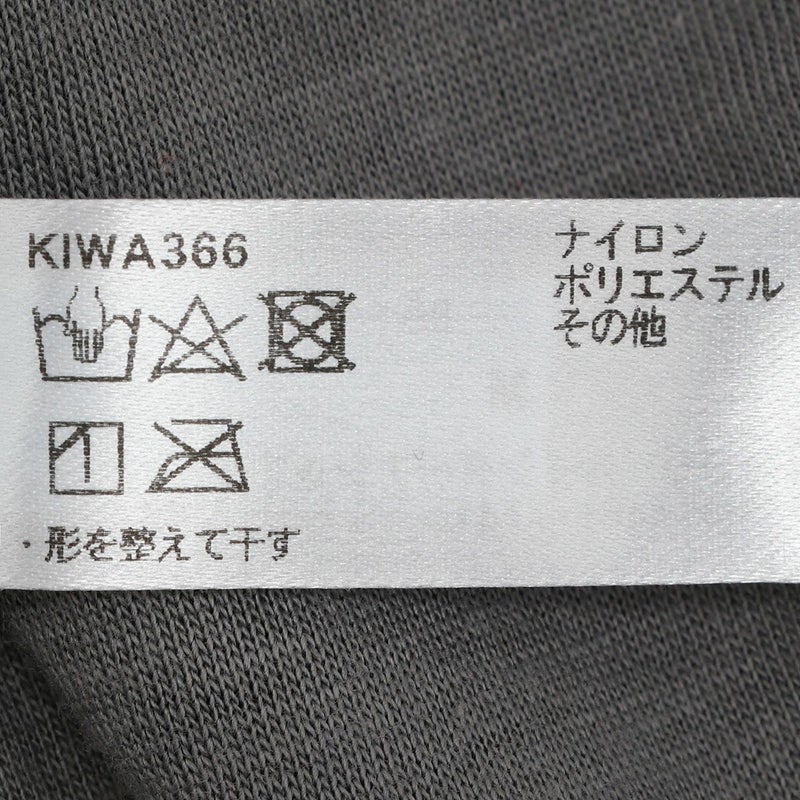 KIWA366
ナイロン
ポリエステル
その他
・形を整えて干す